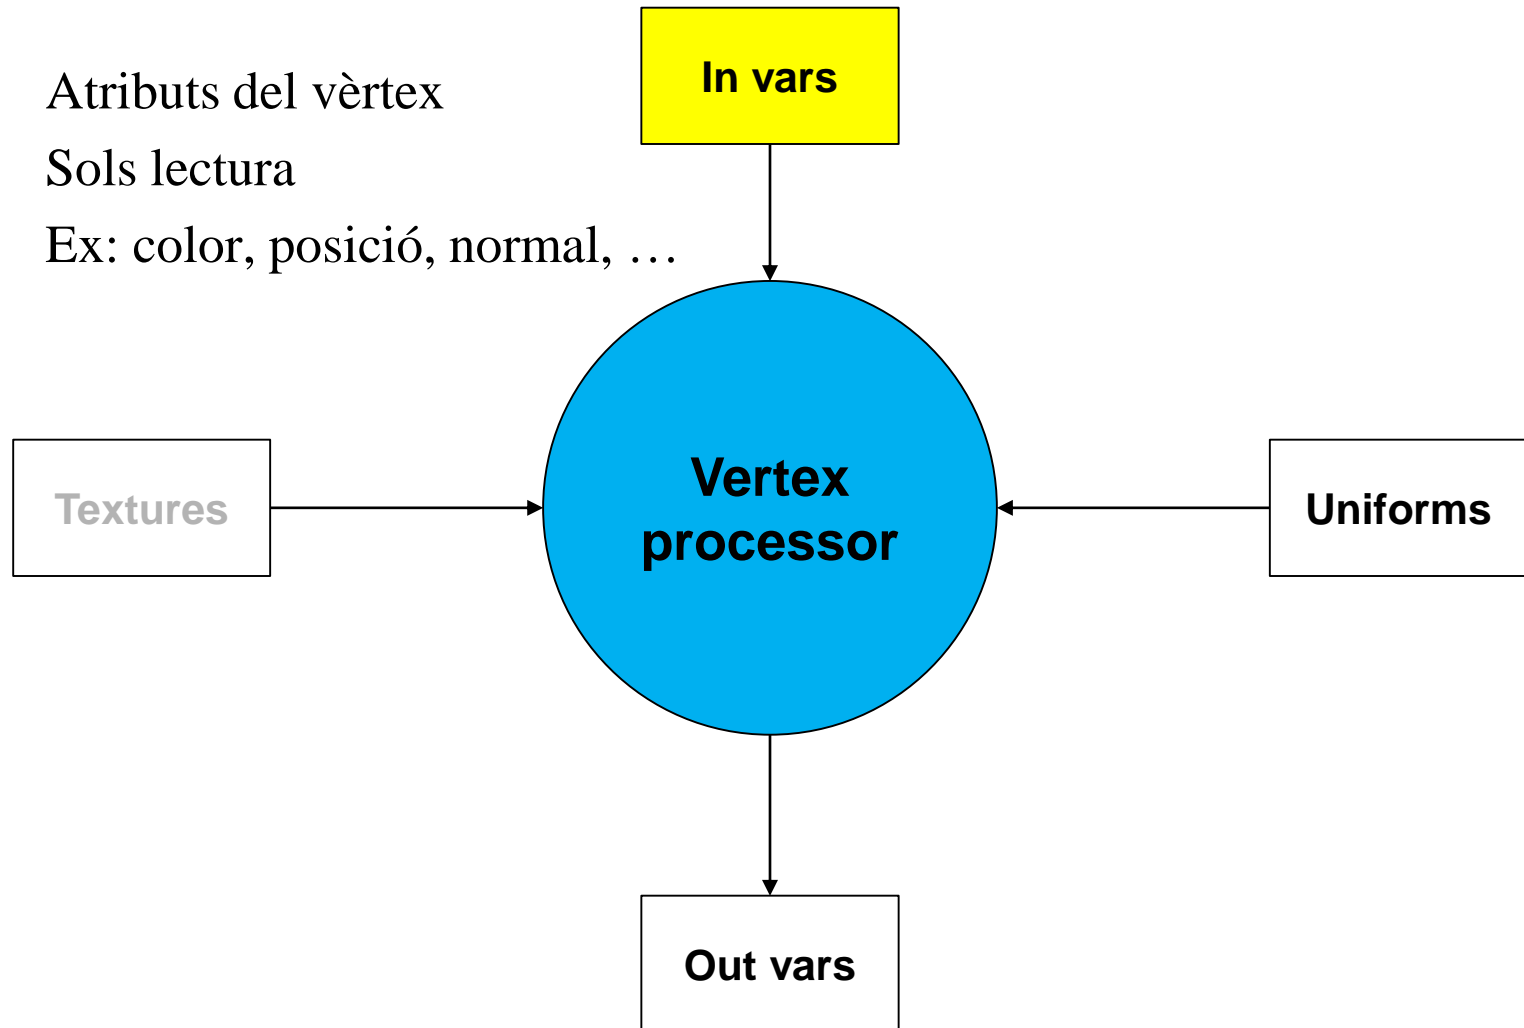 In vars
Atributs del vèrtex
Sols lectura
Ex: color, posició, normal, …
Textures
Vertex
processor
Uniforms
Out vars